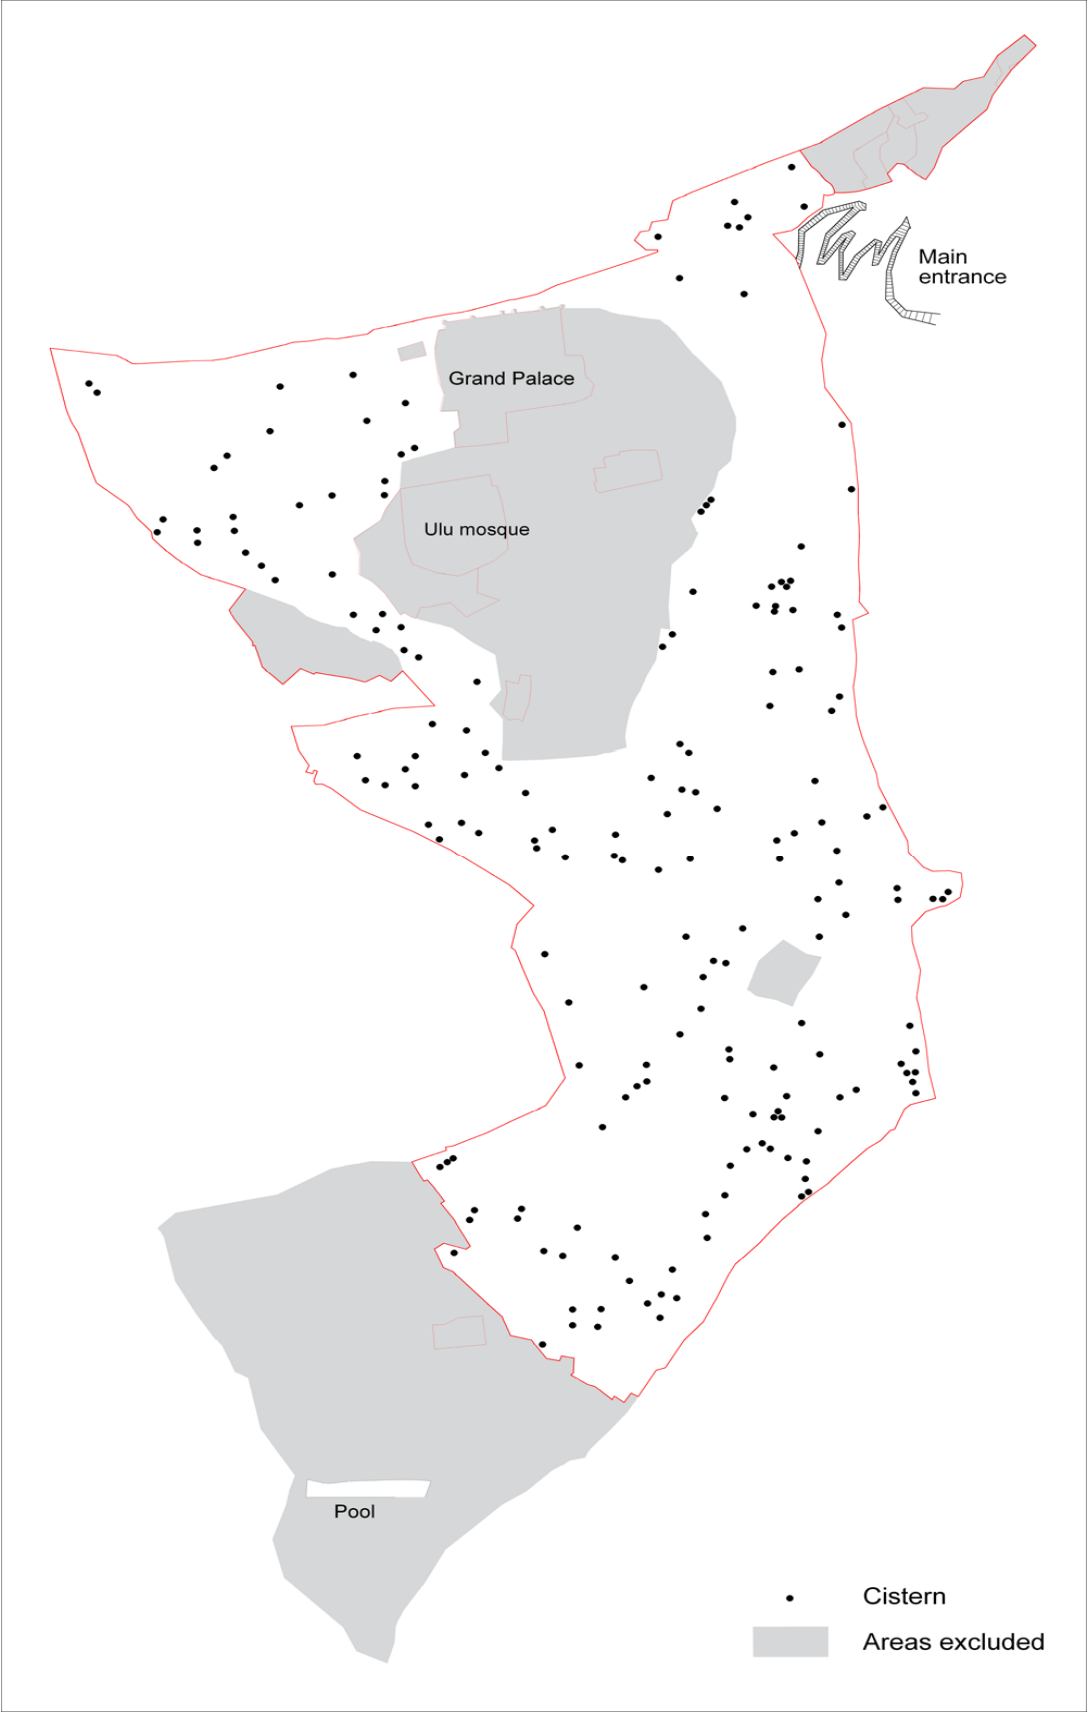 Main
entrance
Grand Palace
Ulu mosque
Pool
Cistern
Areas excluded